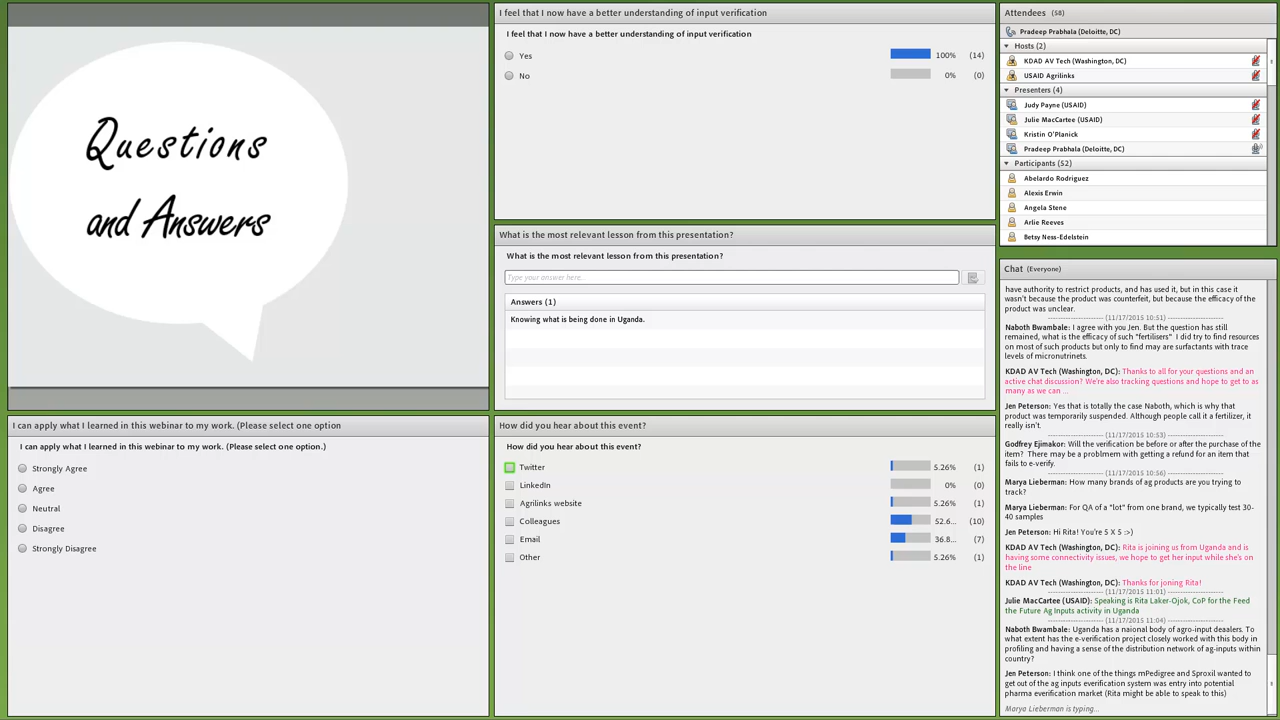 Questions
and Answers
I feel that I now have a better understanding of input verification
I feel that I now have a better understanding of input verification
Yes 100% (14)
No 0% (0)
What is the most relevant lesson from this presentation?
What is the most relevant lesson from this presentation?
Type your answer here...
Answers (1)
Knowing what is being done in Uganda.
I can apply what I learned in this webinar to my work. (Please select one option
I can apply what I learned in this webinar to my work. (Please select one option.)
Strongly Agree
Agree
Neutral
Disagree
Strongly Disagree
How did you hear about this event?
How did you hear about this event?
Twitter 5.26% (1)
LinkedIn 0% (0)
Agrilinks website 5.26% (1)
Colleagues 52.6... (10)
Email 36.8... (7)
Other 5.26% (1)
Attendees (58)
Pradeep Prabhala (Deloitte, DC)
Hosts (2)
KDAD AV Tech (Washington, DC)
USAID Agrilinks
Presenters (4)
Judy Payne (USAID)
Julie MacCartee (USAID)
Kristin O'Planick
Pradeep Prabhala (Deloitte, DC)
Participants (52)
Abelardo Rodriguez
Alexis Erwin
Angela Stene
Arlie Reeves
Betsy Ness-Edelstein
Chat (Everyone)
have authority to restrict products, and has used it, but in this case it
wasn't because the product was counterfeit, but because the efficacy of the
product was unclear.
(11/17/2015 10:51)
Naboth Bwambale: I agree with you Jen. But the question has still
remained, what is the efficacy of such "fertilisers" I did try to find resources
on most of such products but only to find may are surfactants with trace
levels of micronutrinets.
KDAD AV Tech (Washington, DC): Thanks to all for your questions and an
active chat discussion? We're also tracking questions and hope to get to as
many as we can ...
Jen Peterson: Yes that is totally the case Naboth, which is why that
product was temporarily suspended. Although people call it a fertilizer, it
really isn't.
(11/17/2015 10:53)
Godfrey Ejimakor: Will the verification be before or after the purchase of the
item? There may be a problmem with getting a refund for an item that
fails to e-verify.
(11/17/2015 10:56)
Marya Lieberman: How many brands of ag products are you trying to
track?
Marya Lieberman: For QA of a "lot" from one brand, we typically test 30-
40 samples
Jen Peterson: Hi Rita! You're 5 X 5 :>)
KDAD AV Tech (Washington, DC): Rita is joining us from Uganda and is
having some connectivity issues, we hope to get her input while she's on
the line
KDAD AV Tech (Washington, DC): Thanks for joning Rita!
(11/17/2015 11:01)
Julie MacCartee (USAID): Speaking is Rita Laker-Ojok, CoP for the Feed
the Future Ag Inputs activity in Uganda
(11/17/2015 11:04)
Naboth Bwambale: Uganda has a naional body of agro-input deaalers. To
what extent has the e-verification project closely worked with this body in
profiling and having a sense of the distribution network of ag-inputs within
country?
Jen Peterson: I think one of the things mPedigree and Sproxil wanted to
get out of the ag inputs everification system was entry into potential
pharma everification market (Rita might be able to speak to this)
Marya Lieberman is typing...